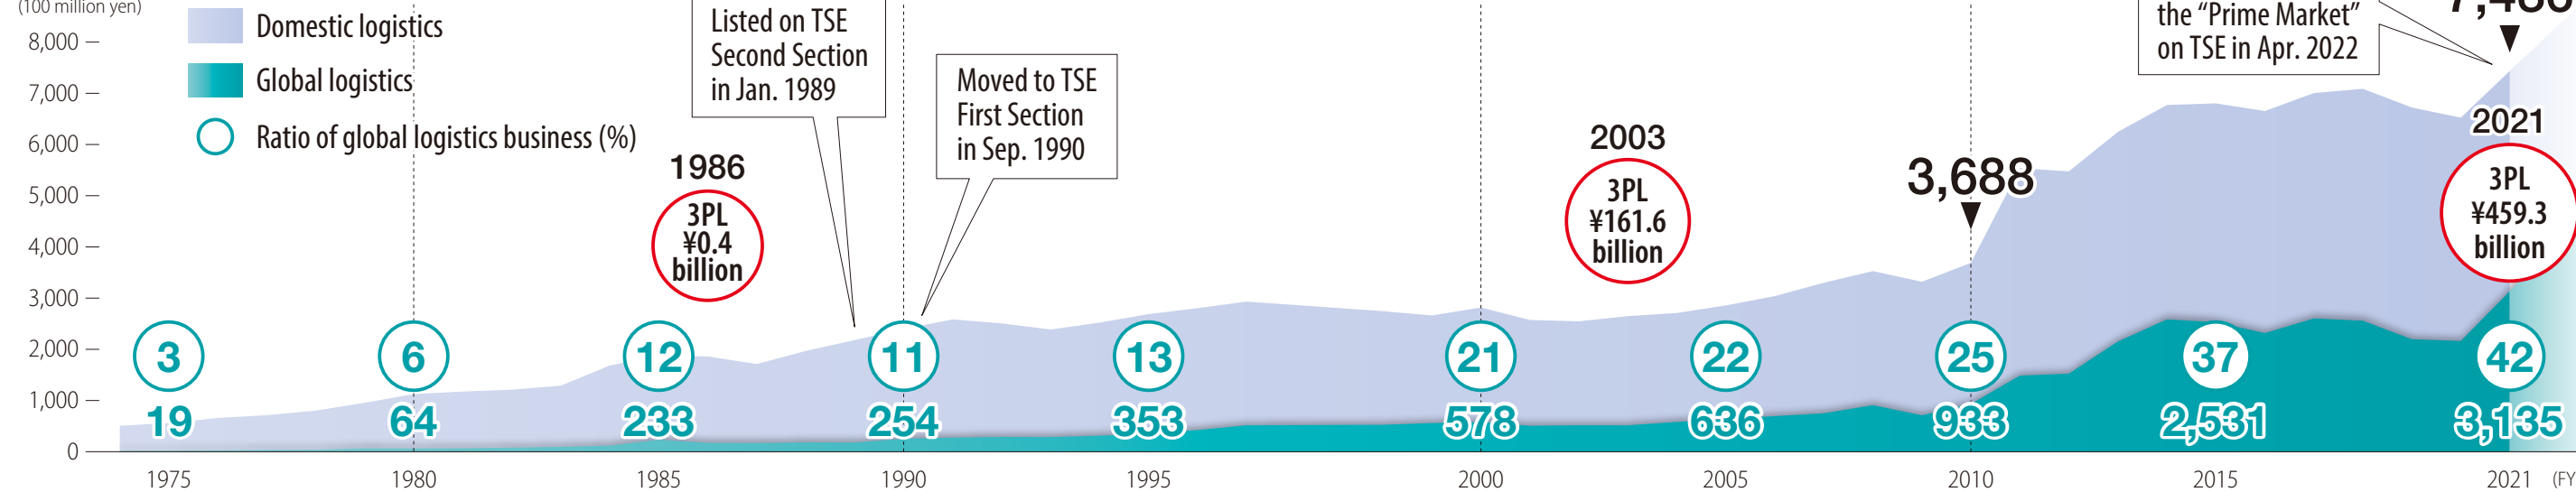 (100 million yen)
8,000
7,000
6,000
5,000
4,000
3,000
2,000
1,000
0
Domestic logistics
Global logistics
Ratio of global logistics business (%)
Listed on TSE
Second Section
in Jan. 1989
Moved to TSE
First Section
in Sep. 1990
the “Prime Market”
on TSE in Apr. 2022
1986
3PL
¥0.4
billion
2003
3PL
¥161.6
billion
3,688
2021
3PL
¥459.3
billion
3
6
12
11
13
21
22
25
37
42
19
64
233
254
353
578
636
933
2,531
3,135
1975
1980
1985
1990
1995
2000
2005
2010
2015
2021
(FY